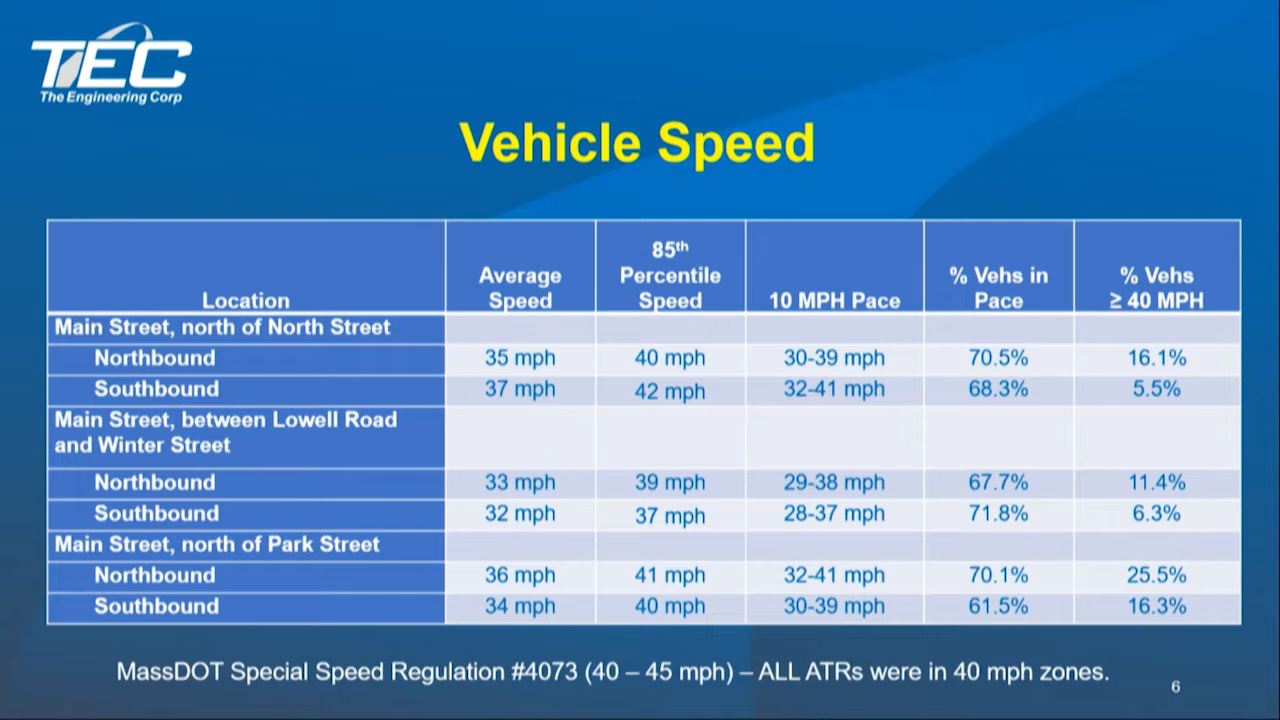 TEC
The Engineering Corp
Vehicle Speed
Location
Average
Speed
85th
Percentile
Speed
10 MPH Pace
% Vehs in
Pace
% Vehs
≥ 40 MPH
Main Street, north of North Street
Northbound 35 mph 40 mph 30-39 mph 70.5% 16.1%
Southbound 37 mph 42 mph 32-41 mph 68.3% 5.5%
Main Street, between Lowell Road
and Winter Street
Northbound 33 mph 39 mph 29-38 mph 67.7% 11.4%
Southbound 32 mph 37 mph 28-37 mph 71.8% 6.3%
Main Street, north of Park Street
Northbound 36 mph 41 mph 32-41 mph 70.1% 25.5%
Southbound 34 mph 40 mph 30-39 mph 61.5% 16.3%
MassDOT Special Speed Regulation #4073 (40 – 45 mph) – ALL ATRs were in 40 mph zones.
6